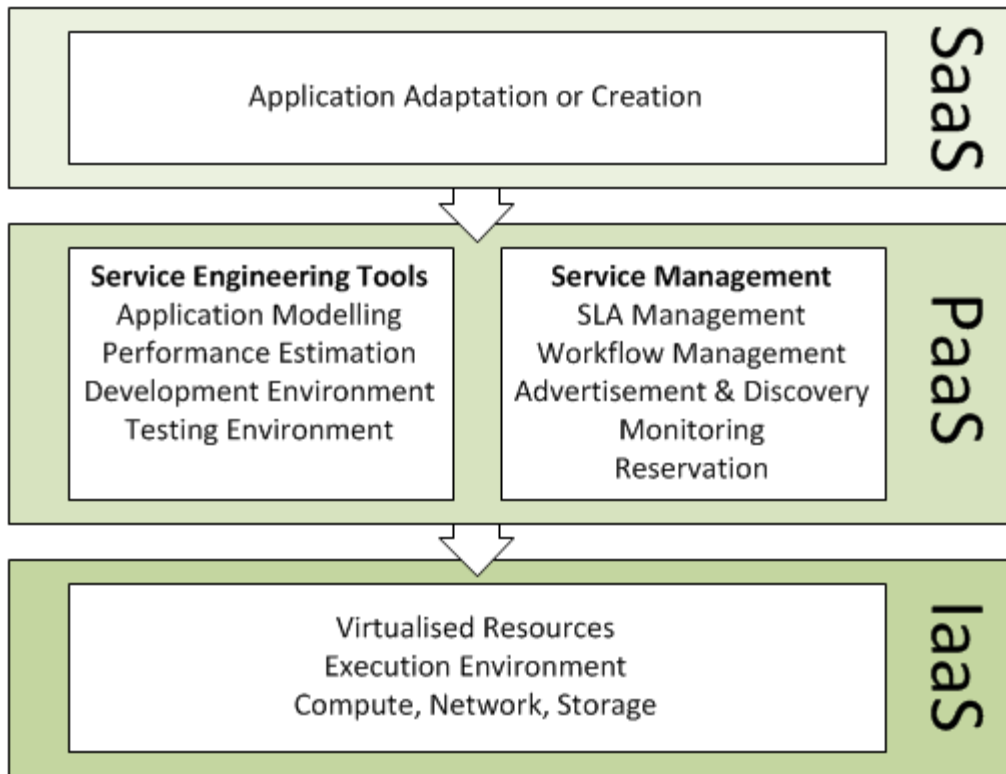 Application Adaptation or Creation
SaaS
Service Engineering Tools
Application Modelling
Performance Estimation
Development Environment
Testing Environment
Service Management
SLA Management
Workflow Management
Advertisement & Discovery
Monitoring
Reservation
PaaS
Virtualised Resources
Execution Environment
Compute, Network, Storage
IaaS